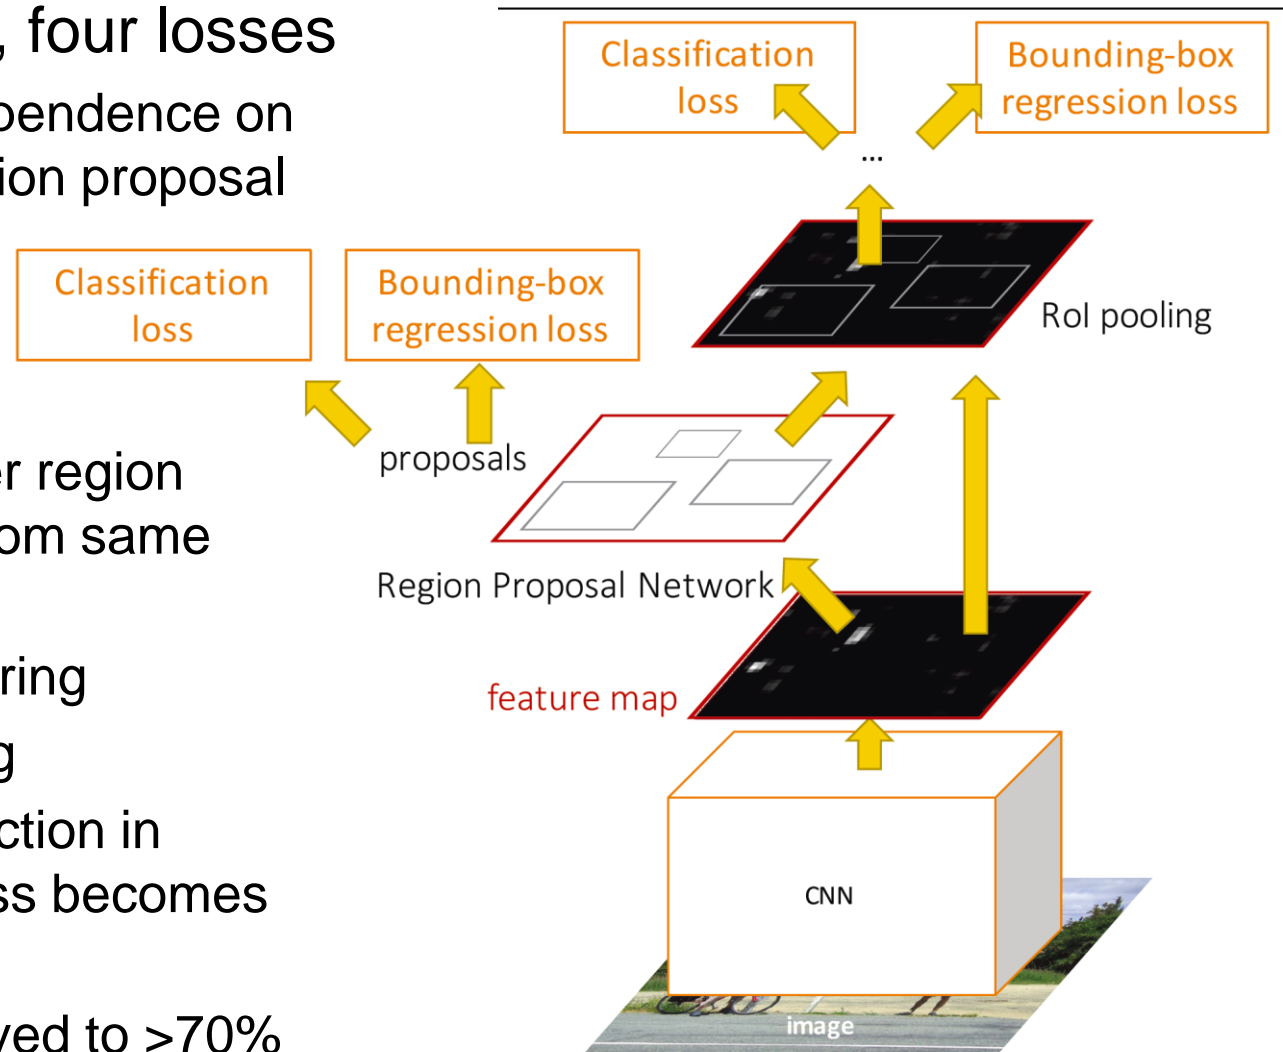 , four losses
pendence on
ion proposal
Classification
loss
Bounding-box
regression loss
...
Classification
loss
Bounding-box
regression loss
RoI pooling
proposals
er region
om same
Region Proposal Network
ring
feature map
g
ction in
ss becomes
CNN
ved to >70%
image